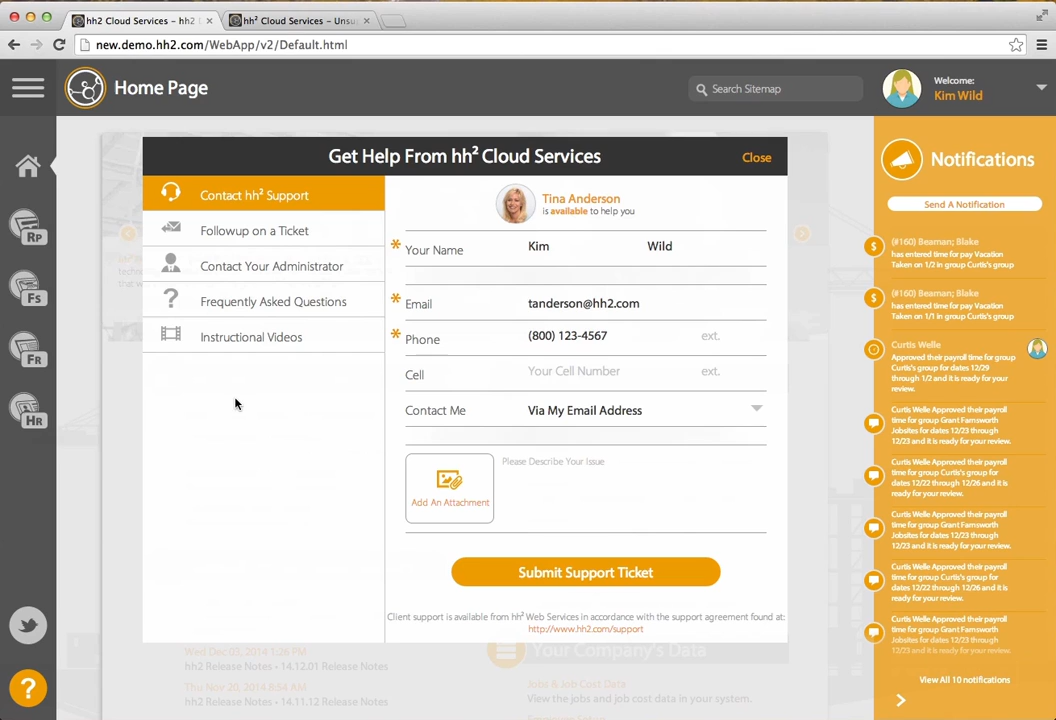 hh2 Cloud Services – hh2
hh² Cloud Services – Unsu
new.demo.hh2.com/WebApp/v2/Default.html
Home Page
Search Sitemap
Welcome:
Kim Wild
Get Help From hh² Cloud Services
Close
Contact hh² Support
Followup on a Ticket
Contact Your Administrator
Frequently Asked Questions
Instructional Videos
Tina Anderson
is available to help you
* Your Name Kim Wild
* Email tanderson@hh2.com
* Phone (800) 123-4567 ext.
Cell Your Cell Number ext.
Contact Me Via My Email Address
Add An Attachment
Please Describe Your Issue
Submit Support Ticket
Client support is available from hh² Web Services in accordance with the support agreement found at:
http://www.hh2.com/support
Wed Dec 03, 2014 1:26 PM
hh2 Release Notes • 14.12.01 Release Notes
Thu Nov 20, 2014 8:54 AM
hh2 Release Notes • 14.11.12 Release Notes
Your Company's Data
Jobs & Job Cost Data
View the jobs and job cost data in your system.
Rp
Fs
FR
HR
?
Notifications
Send A Notification
(#160) Beaman; Blake
has entered time for pay Vacation
Taken on 1/2 in group Curtis's group
(#160) Beaman; Blake
has entered time for pay Vacation
Taken on 1/1 in group Curtis's group
Curtis Welle
Approved their payroll time for group
Curtis's group for dates 12/29
through 1/2 and it is ready for your
review.
Curtis Welle Approved their payroll
time for group Grant Farnsworth
Jobsites for dates 12/23 through
12/23 and it is ready for your review.
Curtis Welle Approved their payroll
time for group Curtis's group for
dates 12/22 through 12/26 and it is
ready for your review.
Curtis Welle Approved their payroll
time for group Grant Farnsworth
Jobsites for dates 12/23 through
12/23 and it is ready for your review.
Curtis Welle Approved their payroll
time for group Curtis's group for
dates 12/22 through 12/26 and it is
ready for your review.
Curtis Welle Approved their payroll
time for group Grant Farnsworth
Jobsites for dates 12/23 through
12/23 and it is ready for your review.
View All 10 notifications